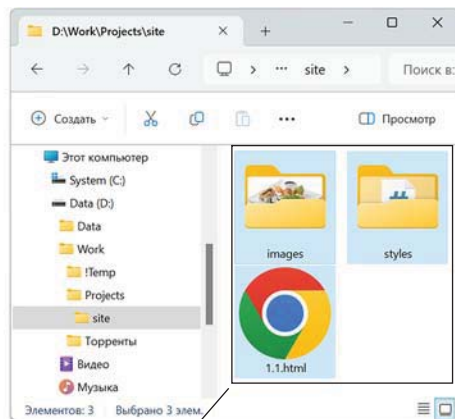 D:\Work\Projects\site
site
Поиск в:
Создать
Просмотр
Этот компьютер
System (C:)
Data (D:)
Data
Work
!Temp
Projects
site
Торренты
Видео
Музыка
images
styles
1.1.html
Элементов: 3 Выбрано 3 элем.